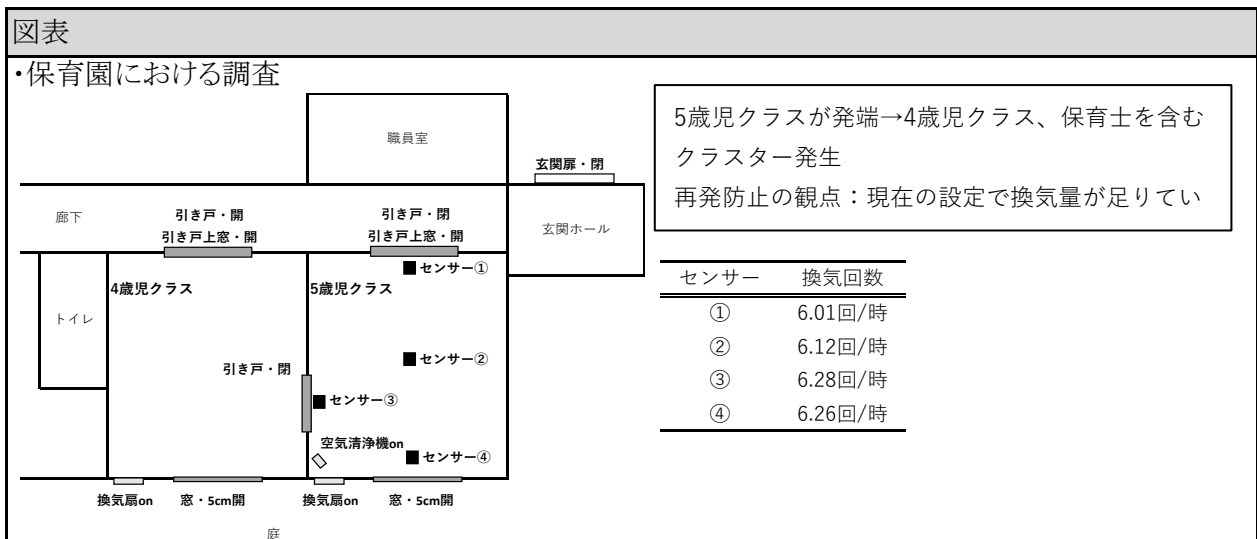 図表
・保育園における調査
5歳児クラスが発端→4歳児クラス、保育士を含む
クラスター発生
再発防止の観点：現在の設定で換気量が足りてい
職員室
玄関扉・閉
廊下
引き戸・開
引き戸上窓・開
引き戸・閉
引き戸上窓・開
玄関ホール
センサー①
4歳児クラス
5歳児クラス
トイレ
センサー②
引き戸・閉
センサー③
空気清浄機on
センサー④
換気扇on
窓・5cm開
換気扇on
窓・5cm開
庭
センサー 換気回数
① 6.01回/時
② 6.12回/時
③ 6.28回/時
④ 6.26回/時